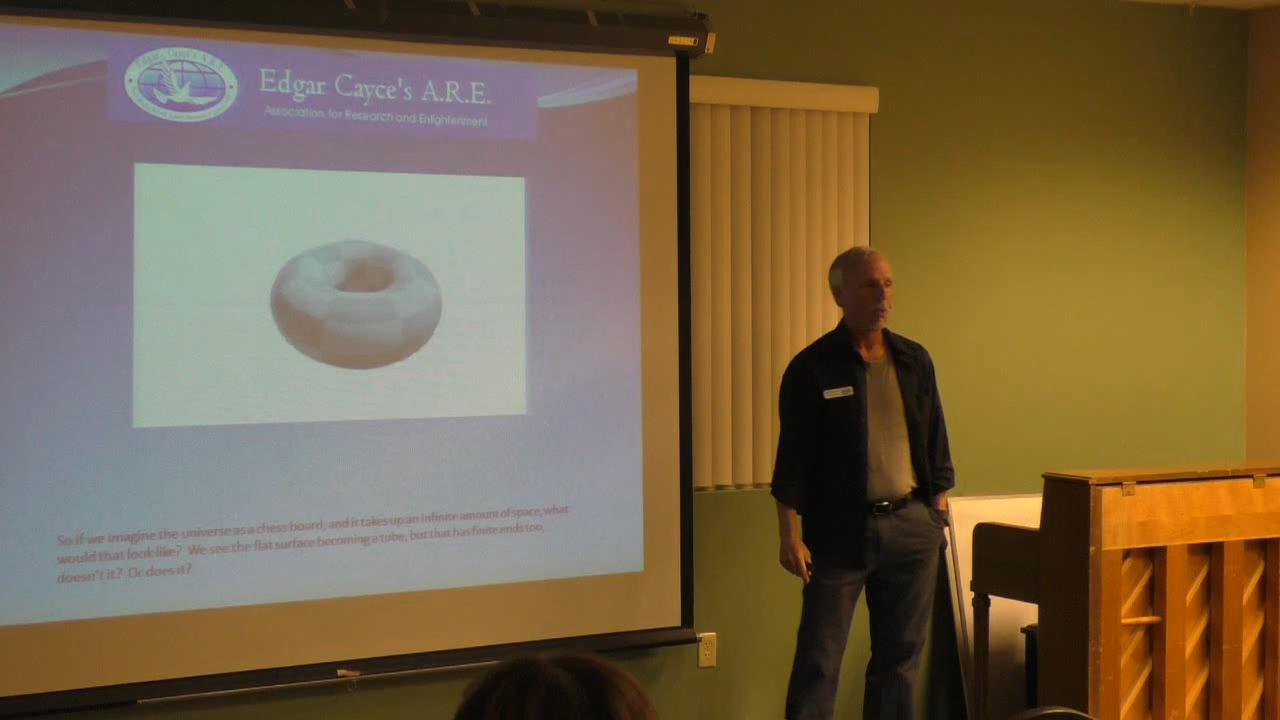 Edgar Cayce's A.R.E.
Edgar Cayce's A.R.E.
Association for Research and Enlightenment
So if we imagine the universe as a chess board, and it takes up an infinite amount of space, what
would that look like? We see the flat surface becoming a tube, but that has finite ends too,
doesn't it? Or does it?